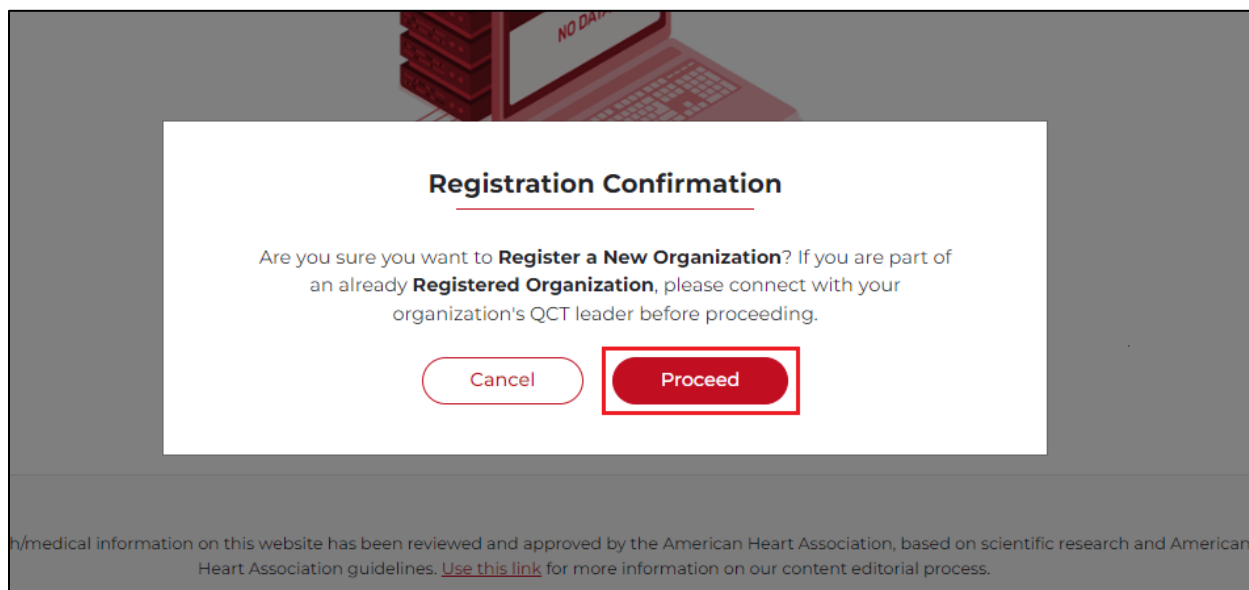 NO DATA
Registration Confirmation
Are you sure you want to Register a New Organization? If you are part of
an already Registered Organization, please connect with your
organization's QCT leader before proceeding.
Cancel Proceed
h/medical information on this website has been reviewed and approved by the American Heart Association, based on scientific research and American
Heart Association guidelines. Use this link for more information on our content editorial process.